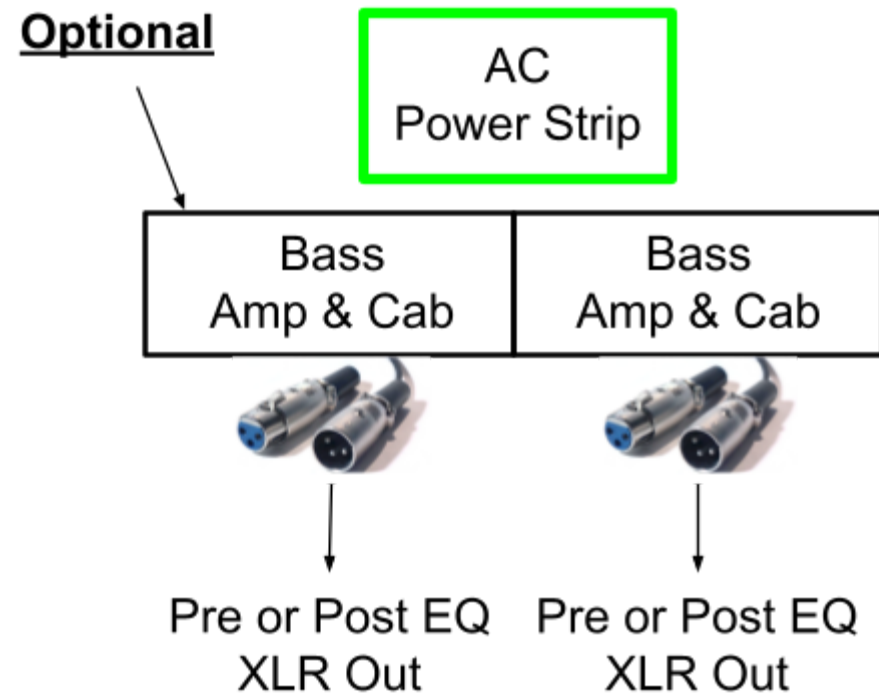 Optional
AC
Power Strip
Bass
Amp & Cab
Bass
Amp & Cab
Pre or Post EQ
XLR Out
Pre or Post EQ
XLR Out